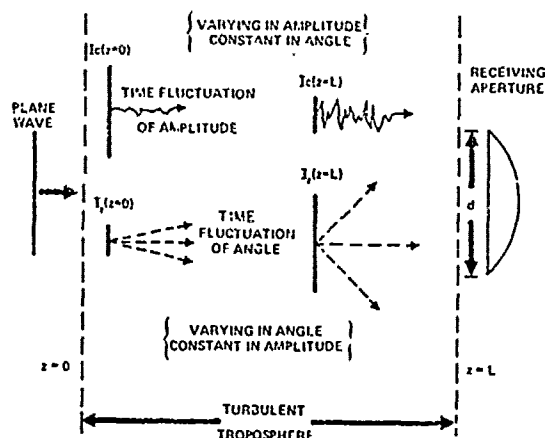 {VARYING IN AMPLITUDE
CONSTANT IN ANGLE}
Ic(z=0)
Ic(z=L)
RECEIVING
APERTURE
PLANE
WAVE
TIME FLUCTUATION
OF AMPLITUDE
d
I_r(z=L)
TIME
FLUCTUATION
OF ANGLE
{VARYING IN ANGLE
CONSTANT IN AMPLITUDE}
z = 0
z = L
TURBULENT
TROPOSPHERE